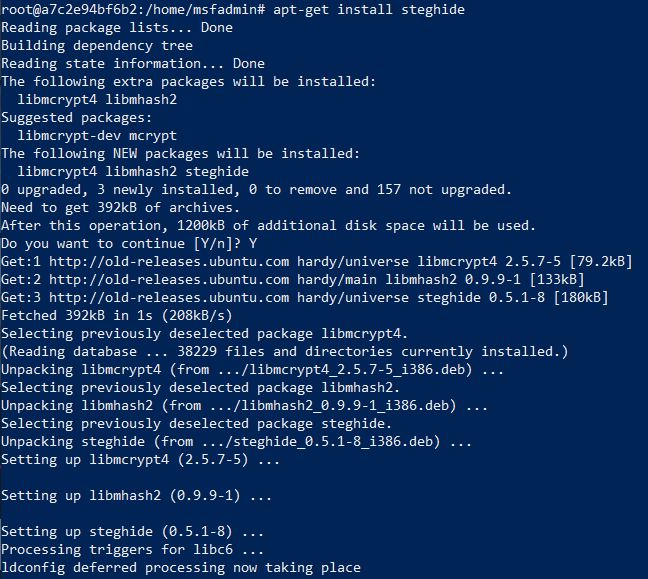 root@a7c2e94bf6b2:/home/msfadmin# apt-get install steghide
Reading package lists... Done
Building dependency tree
Reading state information... Done
The following extra packages will be installed:
  libmcrypt4 libmhash2
Suggested packages:
  libmcrypt-dev mcrypt
The following NEW packages will be installed:
  libmcrypt4 libmhash2 steghide
0 upgraded, 3 newly installed, 0 to remove and 157 not upgraded.
Need to get 392kB of archives.
After this operation, 1200kB of additional disk space will be used.
Do you want to continue [Y/n]? Y
Get:1 http://old-releases.ubuntu.com hardy/universe libmcrypt4 2.5.7-5 [79.2kB]
Get:2 http://old-releases.ubuntu.com hardy/main libmhash2 0.9.9-1 [133kB]
Get:3 http://old-releases.ubuntu.com hardy/universe steghide 0.5.1-8 [180kB]
Fetched 392kB in 1s (208kB/s)
Selecting previously deselected package libmcrypt4.
(Reading database ... 38229 files and directories currently installed.)
Unpacking libmcrypt4 (from .../libmcrypt4_2.5.7-5_i386.deb) ...
Selecting previously deselected package libmhash2.
Unpacking libmhash2 (from .../libmhash2_0.9.9-1_i386.deb) ...
Selecting previously deselected package steghide.
Unpacking steghide (from .../steghide_0.5.1-8_i386.deb) ...
Setting up libmcrypt4 (2.5.7-5) ...

Setting up libmhash2 (0.9.9-1) ...

Setting up steghide (0.5.1-8) ...
Processing triggers for libc6 ...
ldconfig deferred processing now taking place